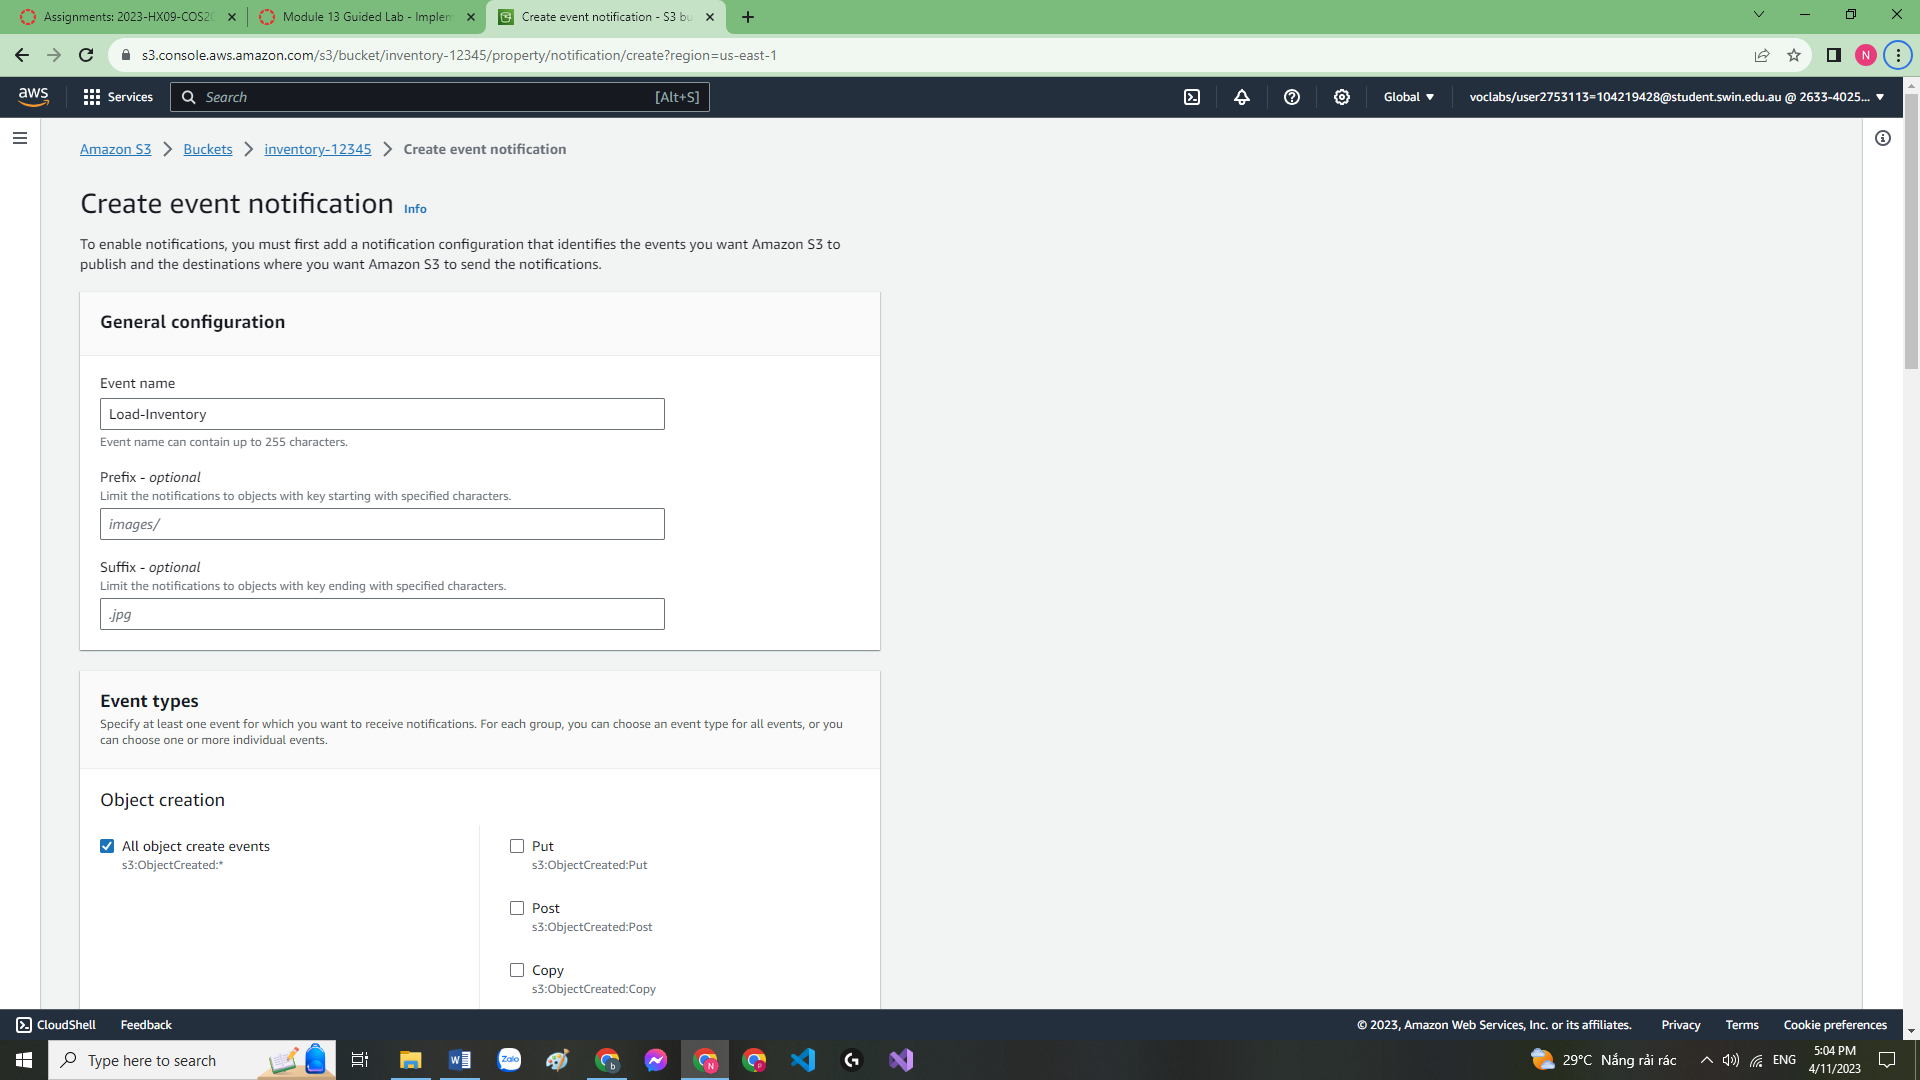 Assignments: 2023-HX09-COS20
Module 13 Guided Lab - Implem
Create event notification - S3 bu
s3.console.aws.amazon.com/s3/bucket/inventory-12345/property/notification/create?region=us-east-1
N
aws
Services
Search
[Alt+S]
Global
voclabs/user2753113=104219428@student.swin.edu.au @ 2633-4025...
Amazon S3
Buckets
inventory-12345
Create event notification
Create event notification
Info
To enable notifications, you must first add a notification configuration that identifies the events you want Amazon S3 to
publish and the destinations where you want Amazon S3 to send the notifications.
General configuration
Event name
Load-Inventory
Event name can contain up to 255 characters.
Prefix - optional
Limit the notifications to objects with key starting with specified characters.
images/
Suffix - optional
Limit the notifications to objects with key ending with specified characters.
.jpg
Event types
Specify at least one event for which you want to receive notifications. For each group, you can choose an event type for all events, or you
can choose one or more individual events.
Object creation
All object create events
s3:ObjectCreated:*
Put
s3:ObjectCreated:Put
Post
s3:ObjectCreated:Post
Copy
s3:ObjectCreated:Copy
CloudShell
Feedback
© 2023, Amazon Web Services, Inc. or its affiliates.
Privacy
Terms
Cookie preferences
Type here to search
Zalo
29°C Nắng rải rác
ENG
5:04 PM
4/11/2023